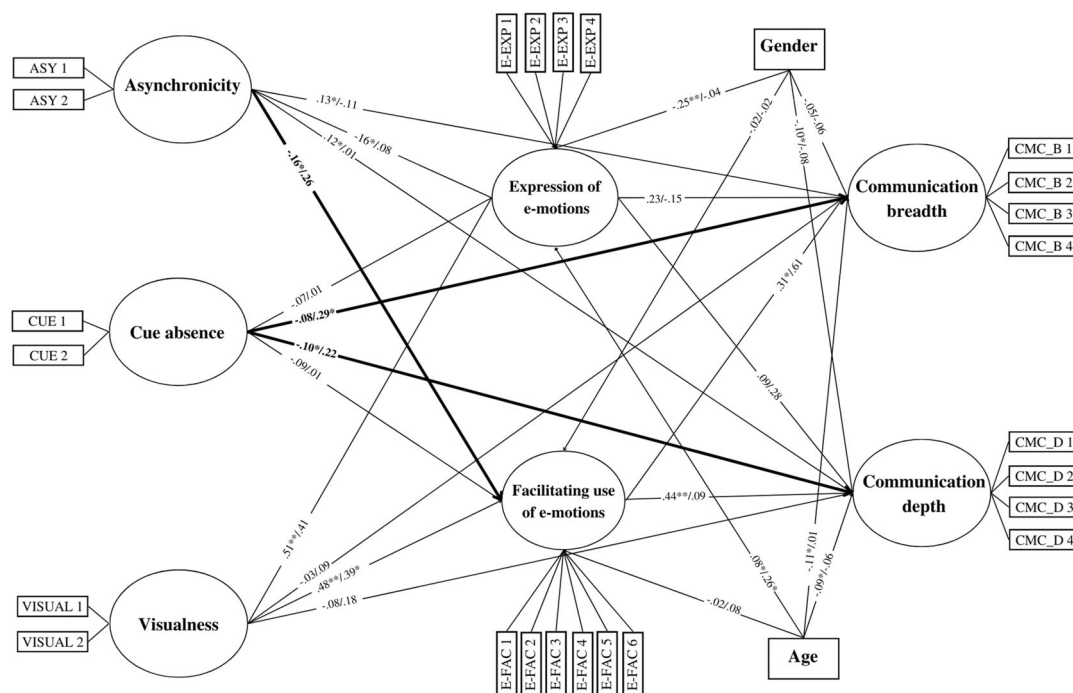 E-EXP 1
E-EXP 2
E-EXP 3
E-EXP 4
Gender
ASY 1
ASY 2
Asynchronicity
.13*/-.11
-.16*/.08
.12*/.01
-.16*/.26
-.25**/-.04
-.02/-.02
-.05/-.06
-.10*/-.08
Expression of
e-motions
.23/-.15
Communication
breadth
CMC_B 1
CMC_B 2
CMC_B 3
CMC_B 4
CUE 1
CUE 2
Cue absence
-.07/.01
-.08/.29*
-.10*/.22
-.09/.01
.31*/.61
.09/.28
Facilitating use
of e-motions
.44**/.09
Communication
depth
CMC_D 1
CMC_D 2
CMC_D 3
CMC_D 4
VISUAL 1
VISUAL 2
Visualness
.51**/.41
-.03/.09
.48**/.39*
-.08/.18
.08*/.26*
-.11*/.01
-.09*/-.06
-.02/.08
E-FAC 1
E-FAC 2
E-FAC 3
E-FAC 4
E-FAC 5
E-FAC 6
Age